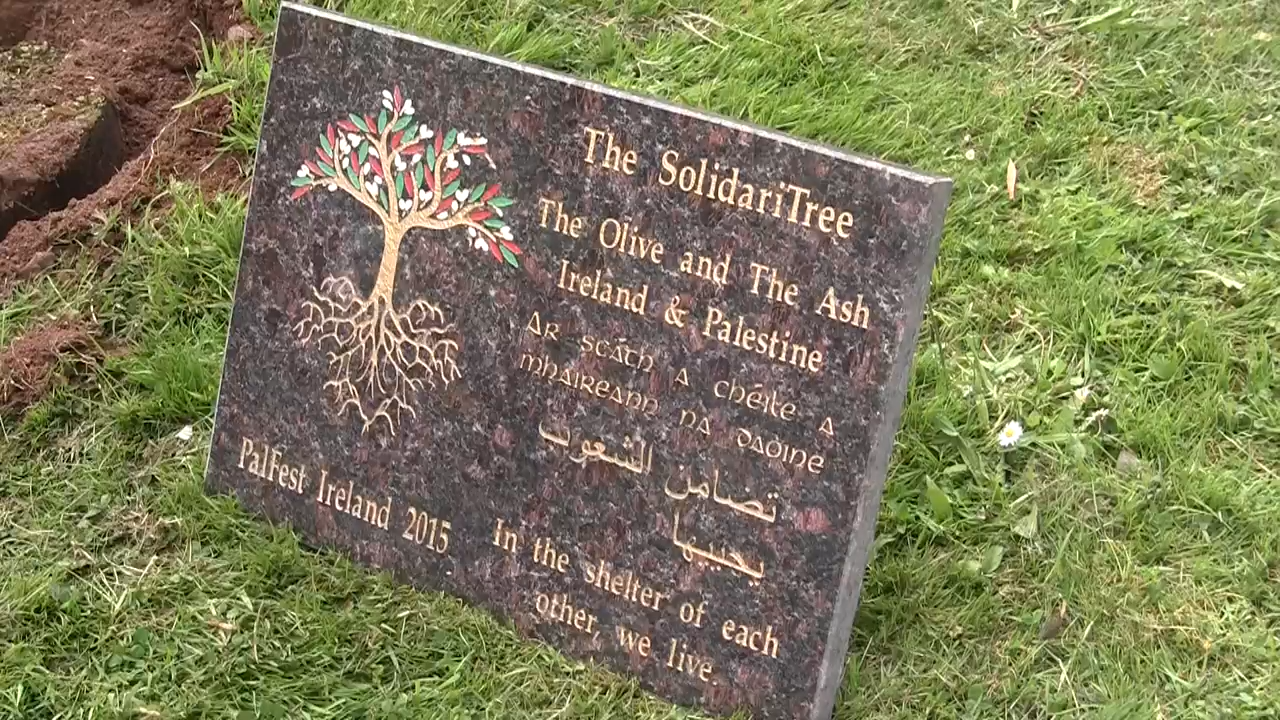 The SolidariTree
The Olive and The Ash
Ireland & Palestine
Ar scáth a chéile a
mhaireann na daoine
تضامن الشعوب
يحييها
In the shelter of each
other, we live.
PalFest Ireland 2015